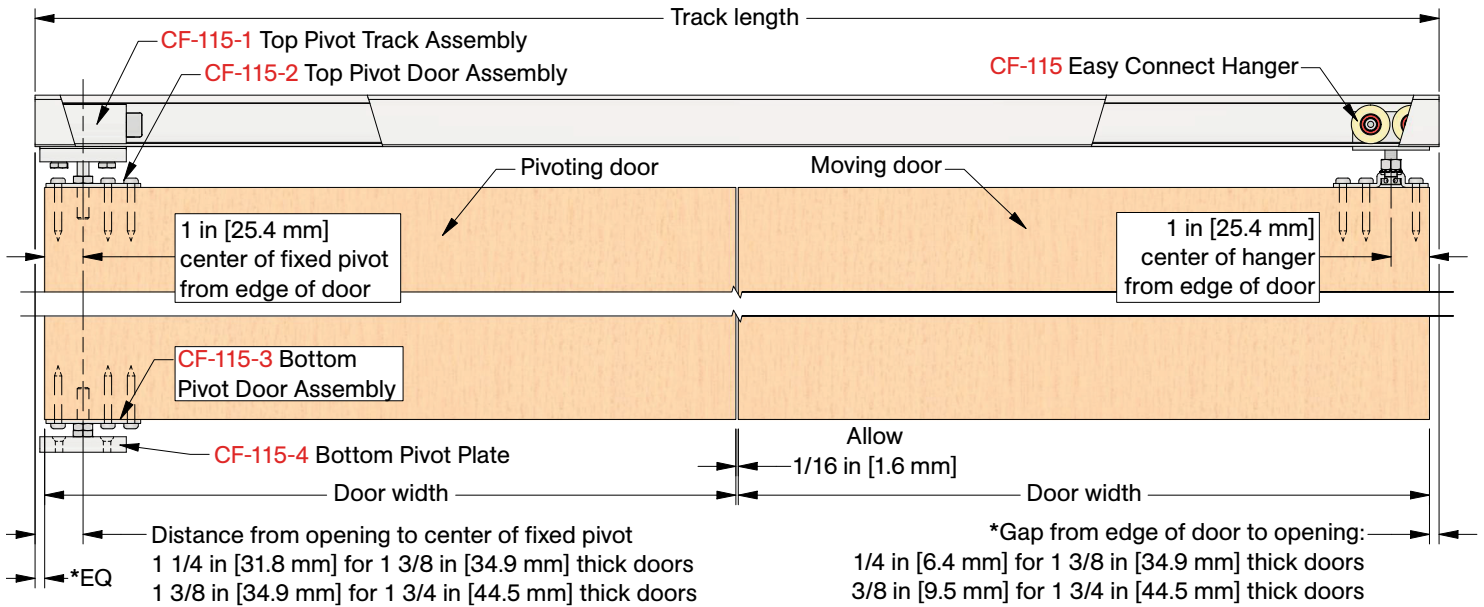 Track length
CF-115-1 Top Pivot Track Assembly
CF-115-2 Top Pivot Door Assembly
CF-115 Easy Connect Hanger
Pivoting door
Moving door
1 in [25.4 mm]
center of fixed pivot
from edge of door
1 in [25.4 mm]
center of hanger
from edge of door
CF-115-3 Bottom
Pivot Door Assembly
CF-115-4 Bottom Pivot Plate
Allow
1/16 in [1.6 mm]
Door width
Door width
Distance from opening to center of fixed pivot
1 1/4 in [31.8 mm] for 1 3/8 in [34.9 mm] thick doors
1 3/8 in [34.9 mm] for 1 3/4 in [44.5 mm] thick doors
*EQ
*Gap from edge of door to opening:
1/4 in [6.4 mm] for 1 3/8 in [34.9 mm] thick doors
3/8 in [9.5 mm] for 1 3/4 in [44.5 mm] thick doors